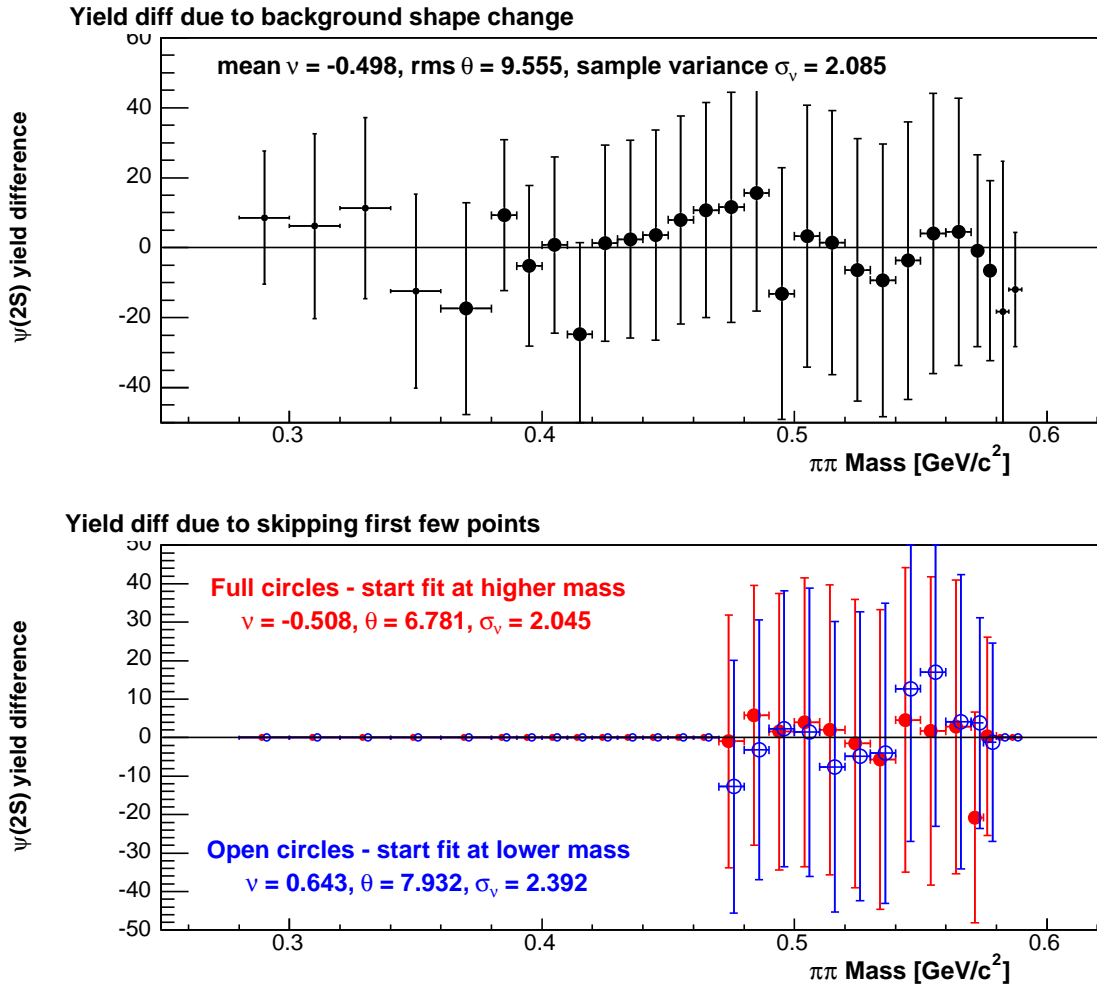 Yield diff due to background shape change
mean ν = -0.498, rms θ = 9.555, sample variance σν = 2.085
ψ(2S) yield difference
60
40
20
0
-20
-40
0.3 0.4 0.5 0.6
ππ Mass [GeV/c²]
Yield diff due to skipping first few points
Full circles - start fit at higher mass
ν = -0.508, θ = 6.781, σν = 2.045
ψ(2S) yield difference
50
40
30
20
10
0
-10
-20
-30
-40
-50
Open circles - start fit at lower mass
ν = 0.643, θ = 7.932, σν = 2.392
0.3 0.4 0.5 0.6
ππ Mass [GeV/c²]